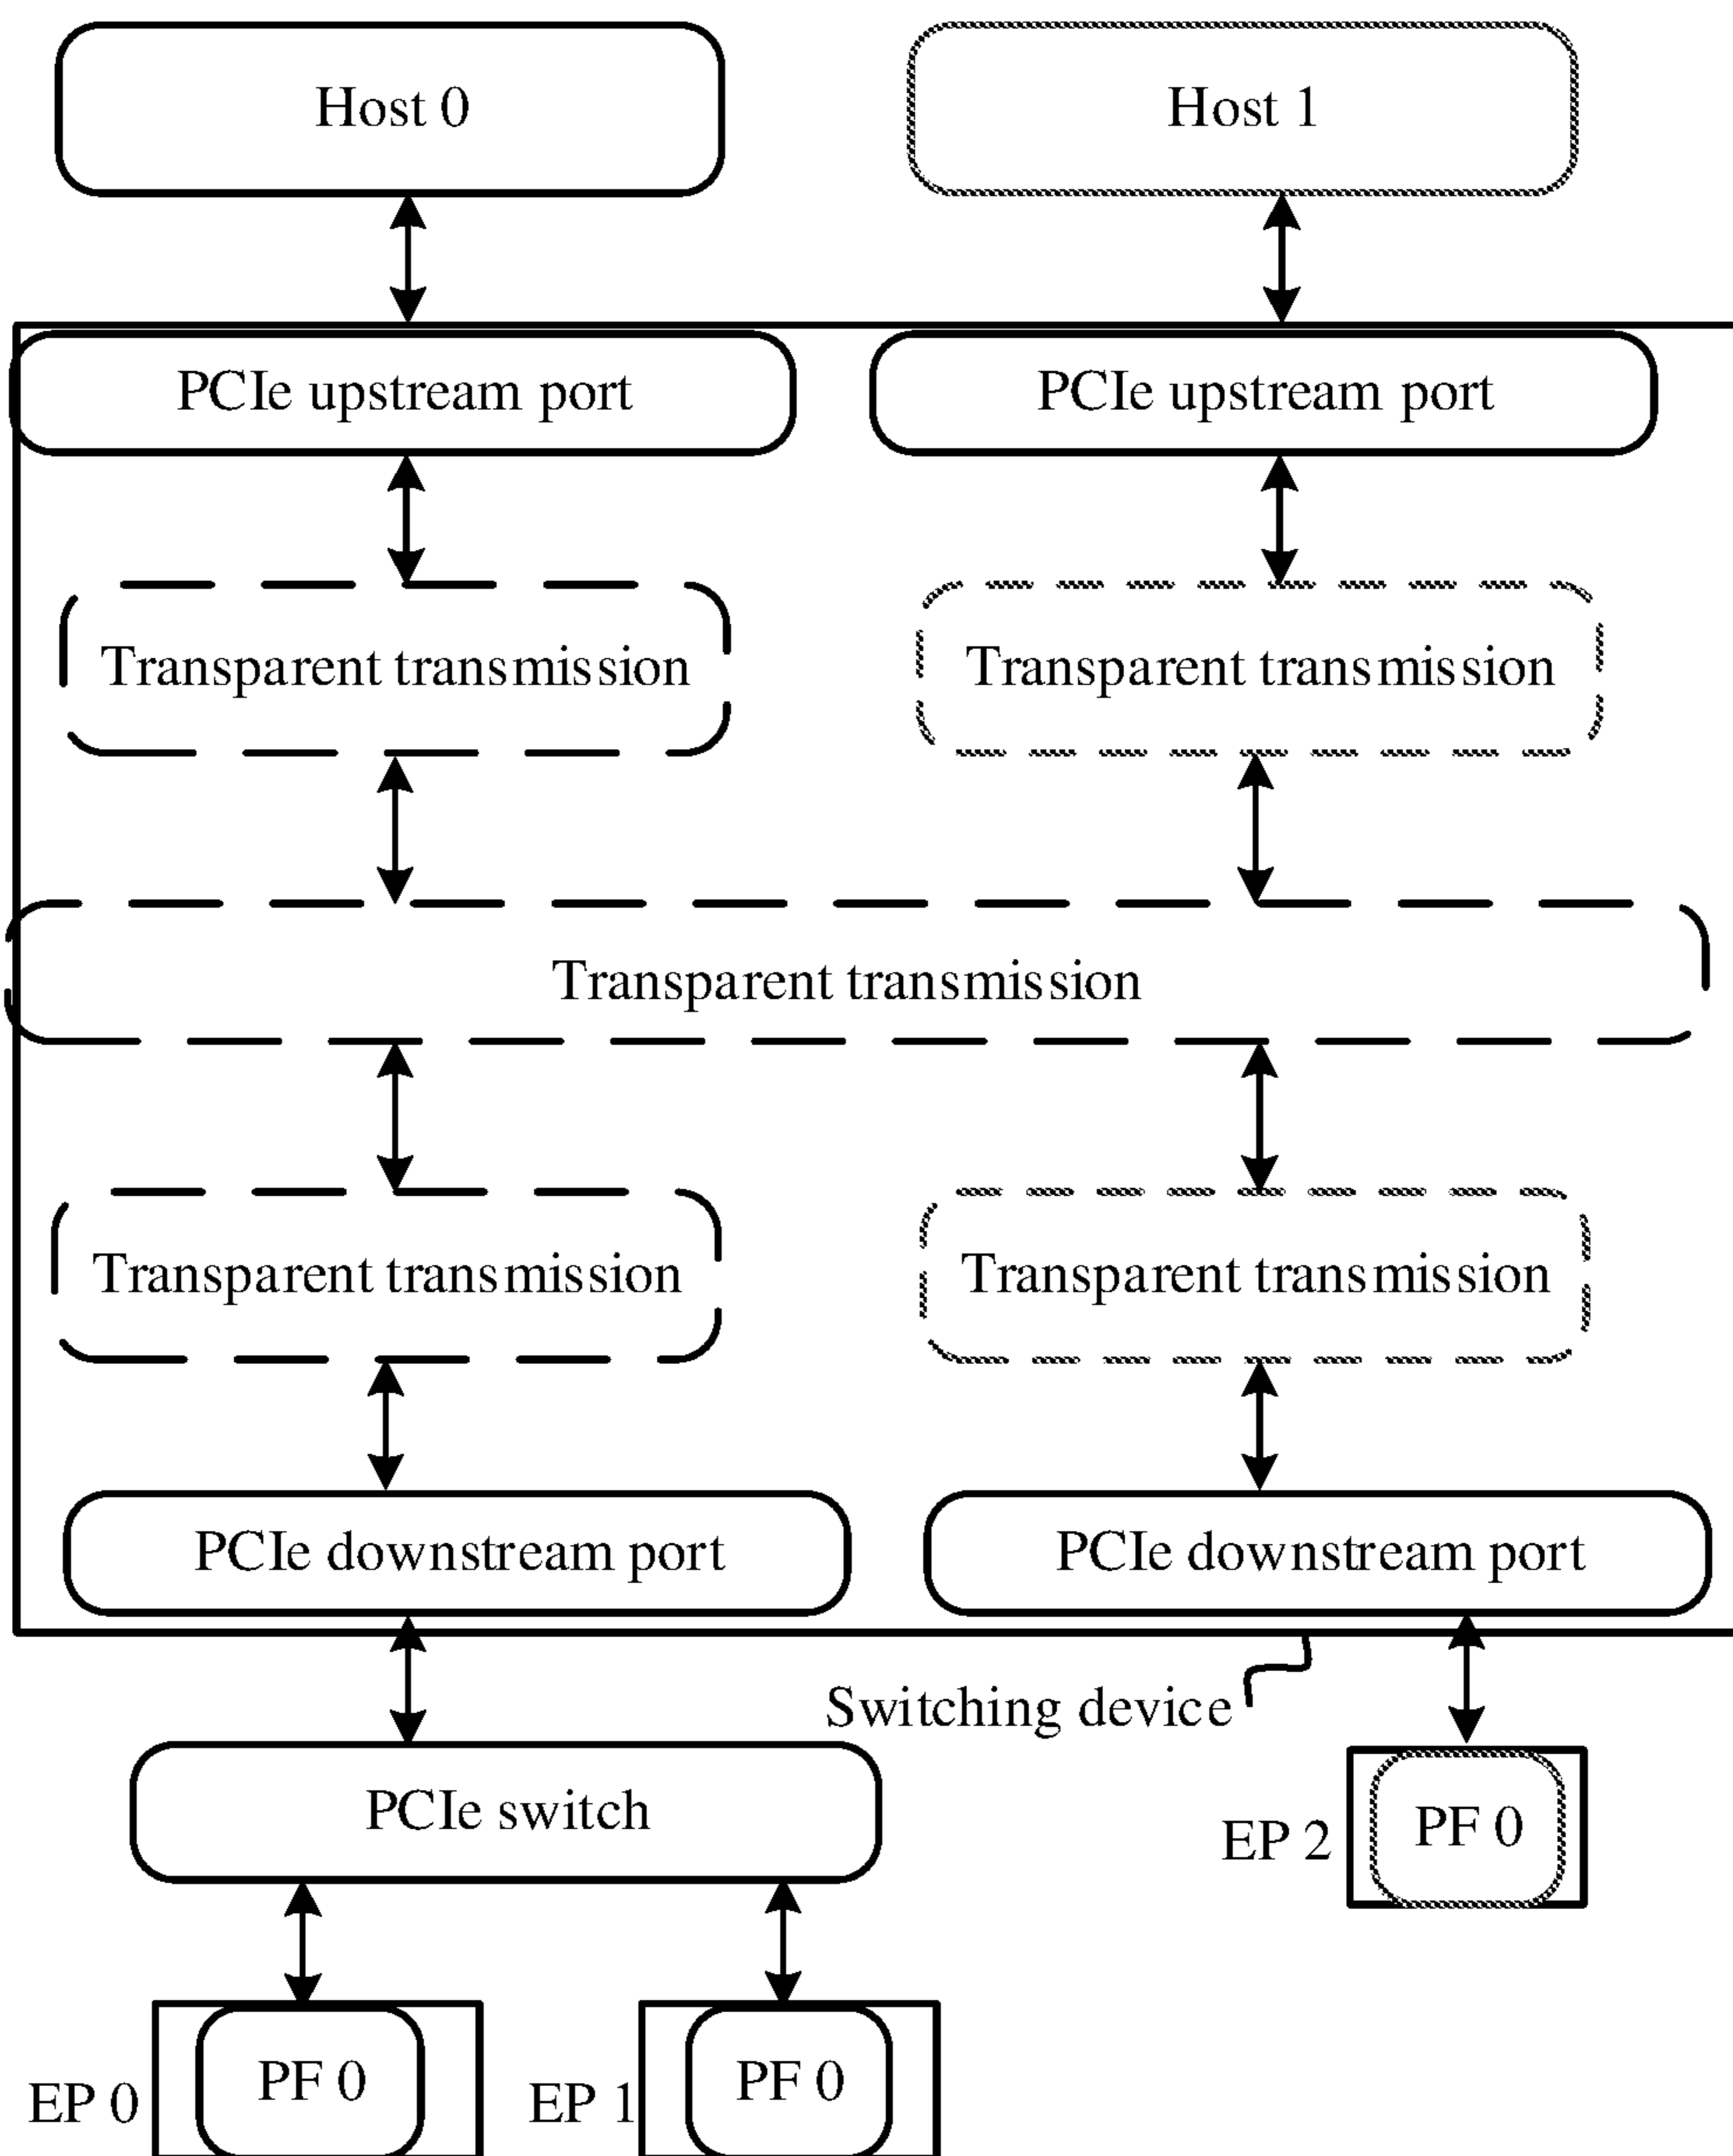 Host 0
Host 1
PCIe upstream port
PCIe upstream port
Transparent transmission
Transparent transmission
Transparent transmission
Transparent transmission
Transparent transmission
PCIe downstream port
PCIe downstream port
Switching device
PCIe switch
EP 2
PF 0
EP 0
PF 0
EP 1
PF 0